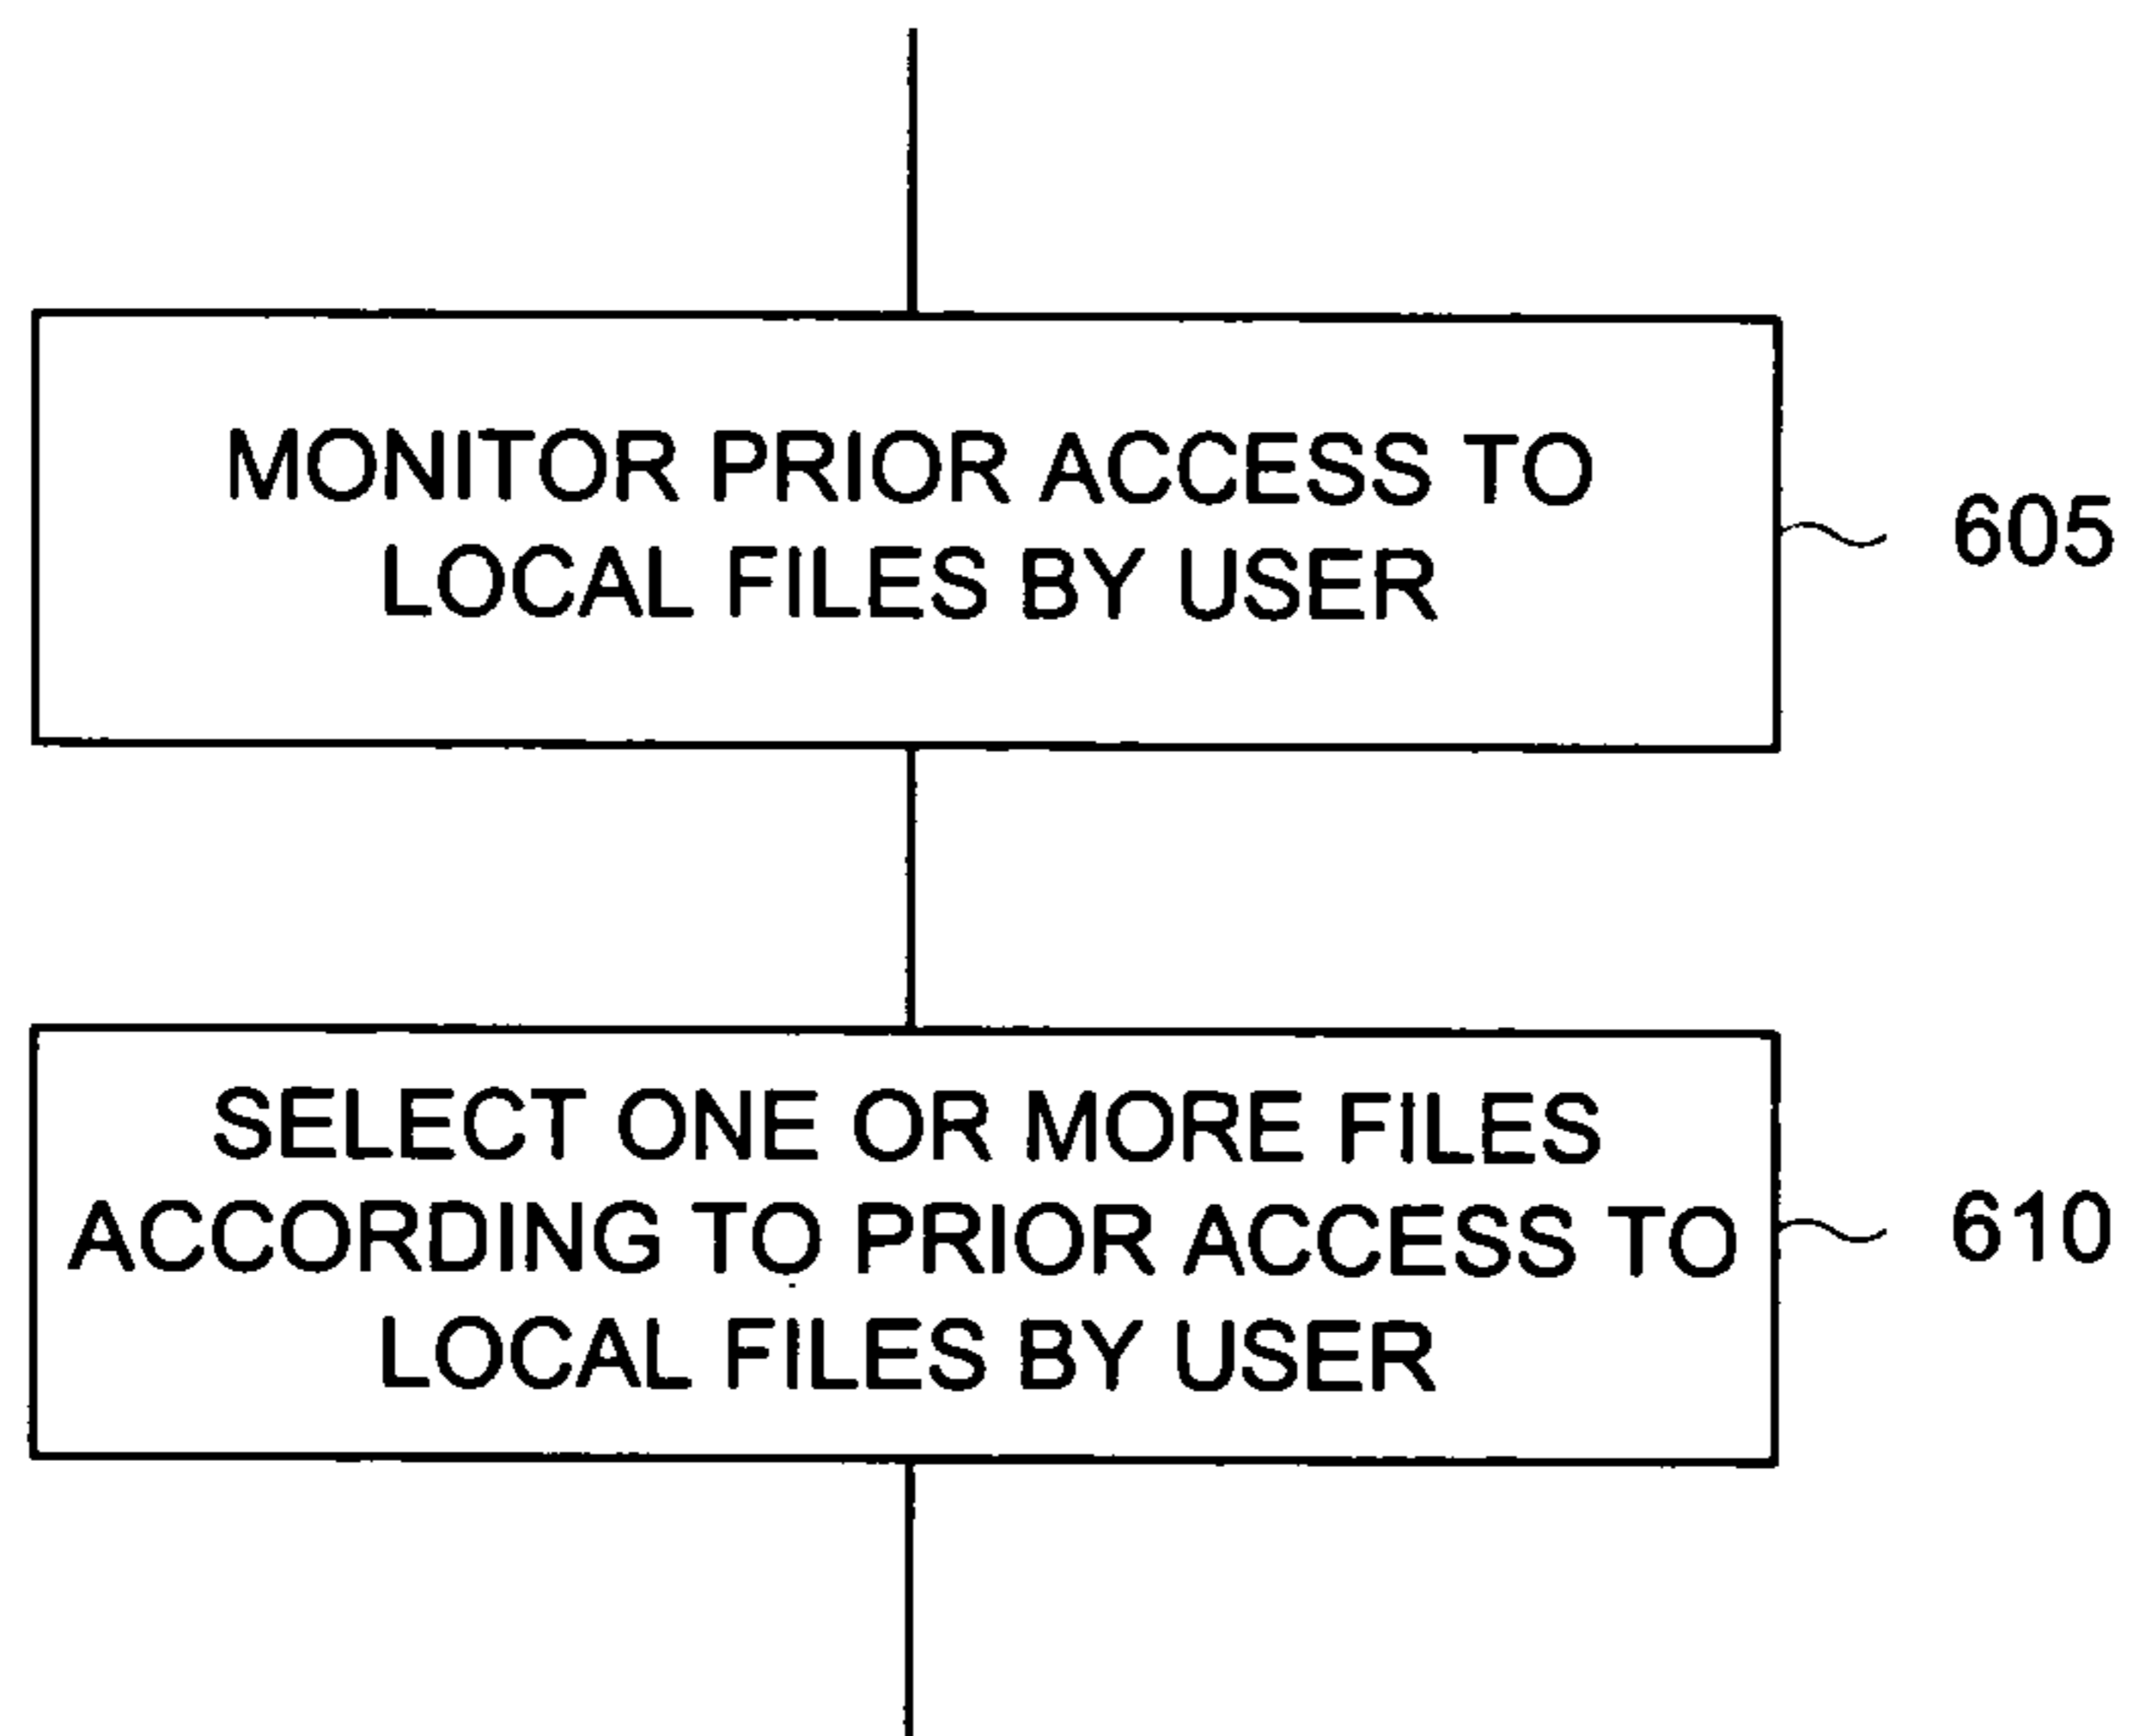 MONITOR PRIOR ACCESS TO
LOCAL FILES BY USER
605
SELECT ONE OR MORE FILES
ACCORDING TO PRIOR ACCESS TO
LOCAL FILES BY USER
610